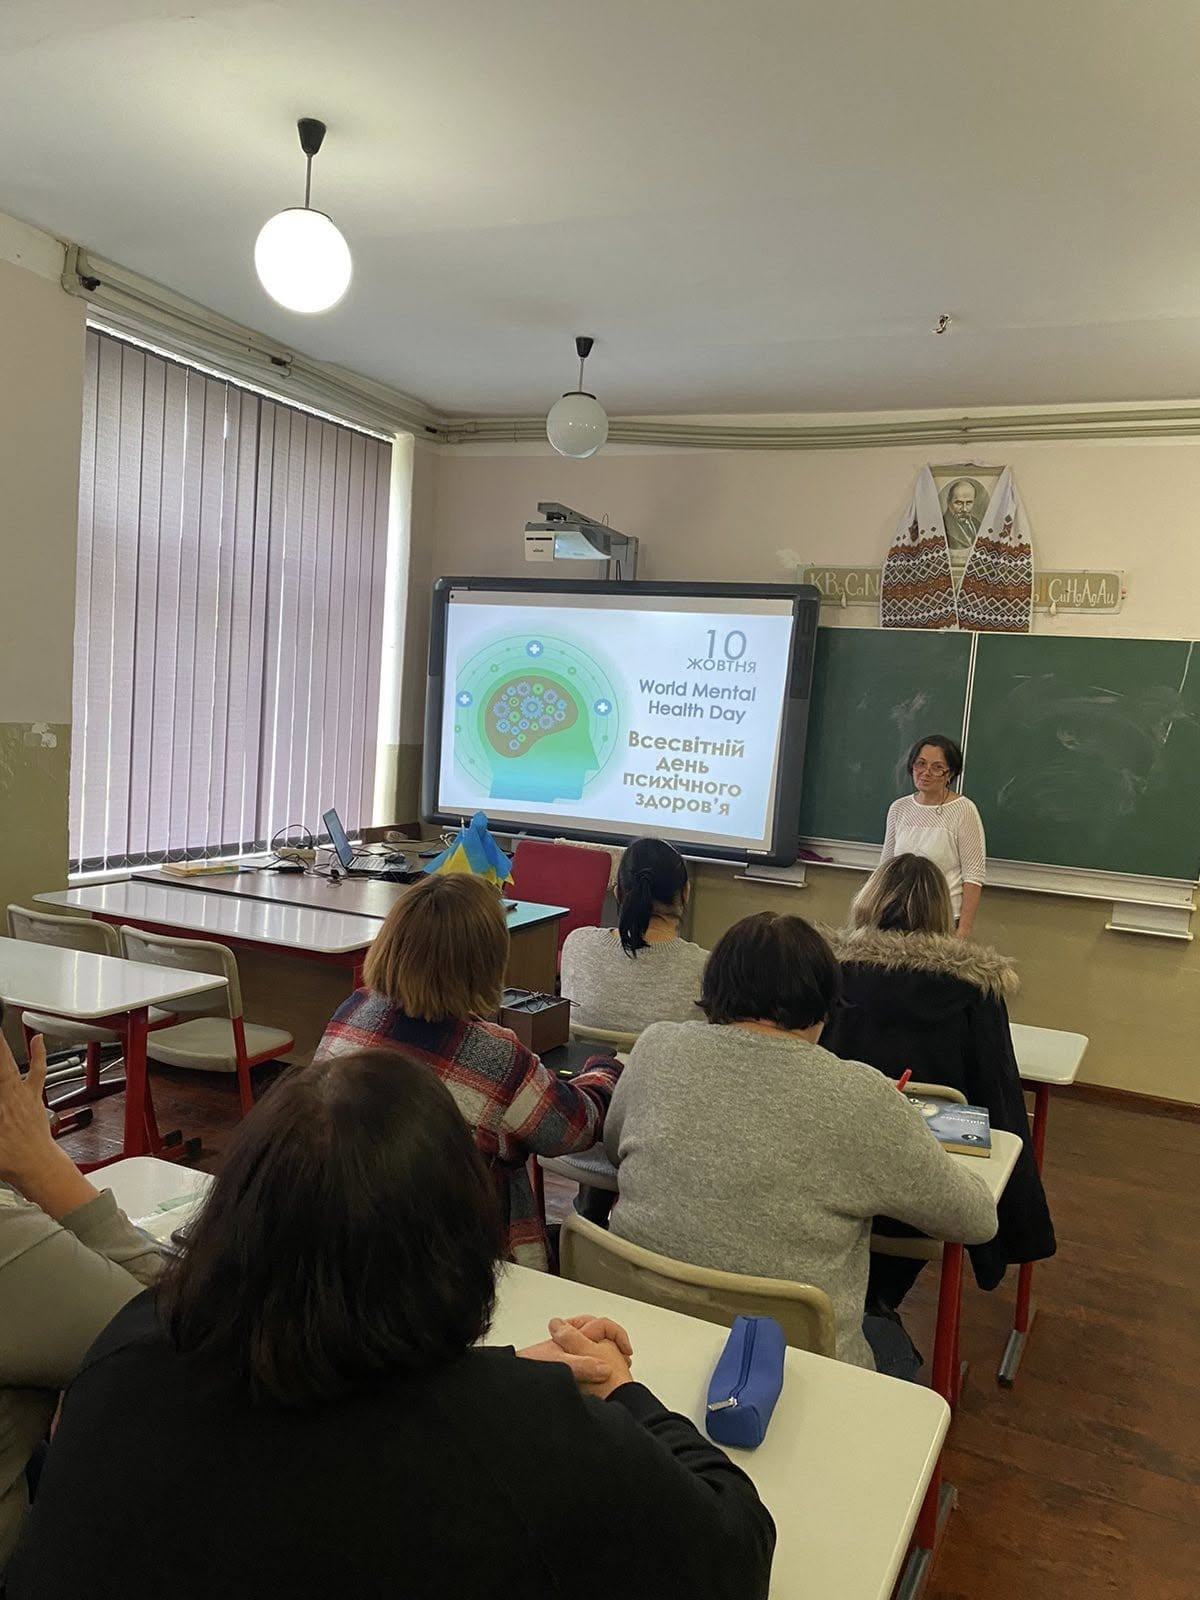 10
ЖОВТНЯ
World Mental
Health Day
Всесвітній
день
психічного
здоров’я